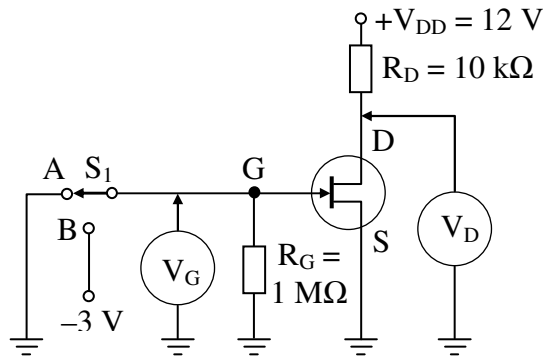 +V_DD = 12 V
R_D = 10 kΩ
D
A S_1 G
B
S
V_G
R_G =
1 MΩ
V_D
–3 V